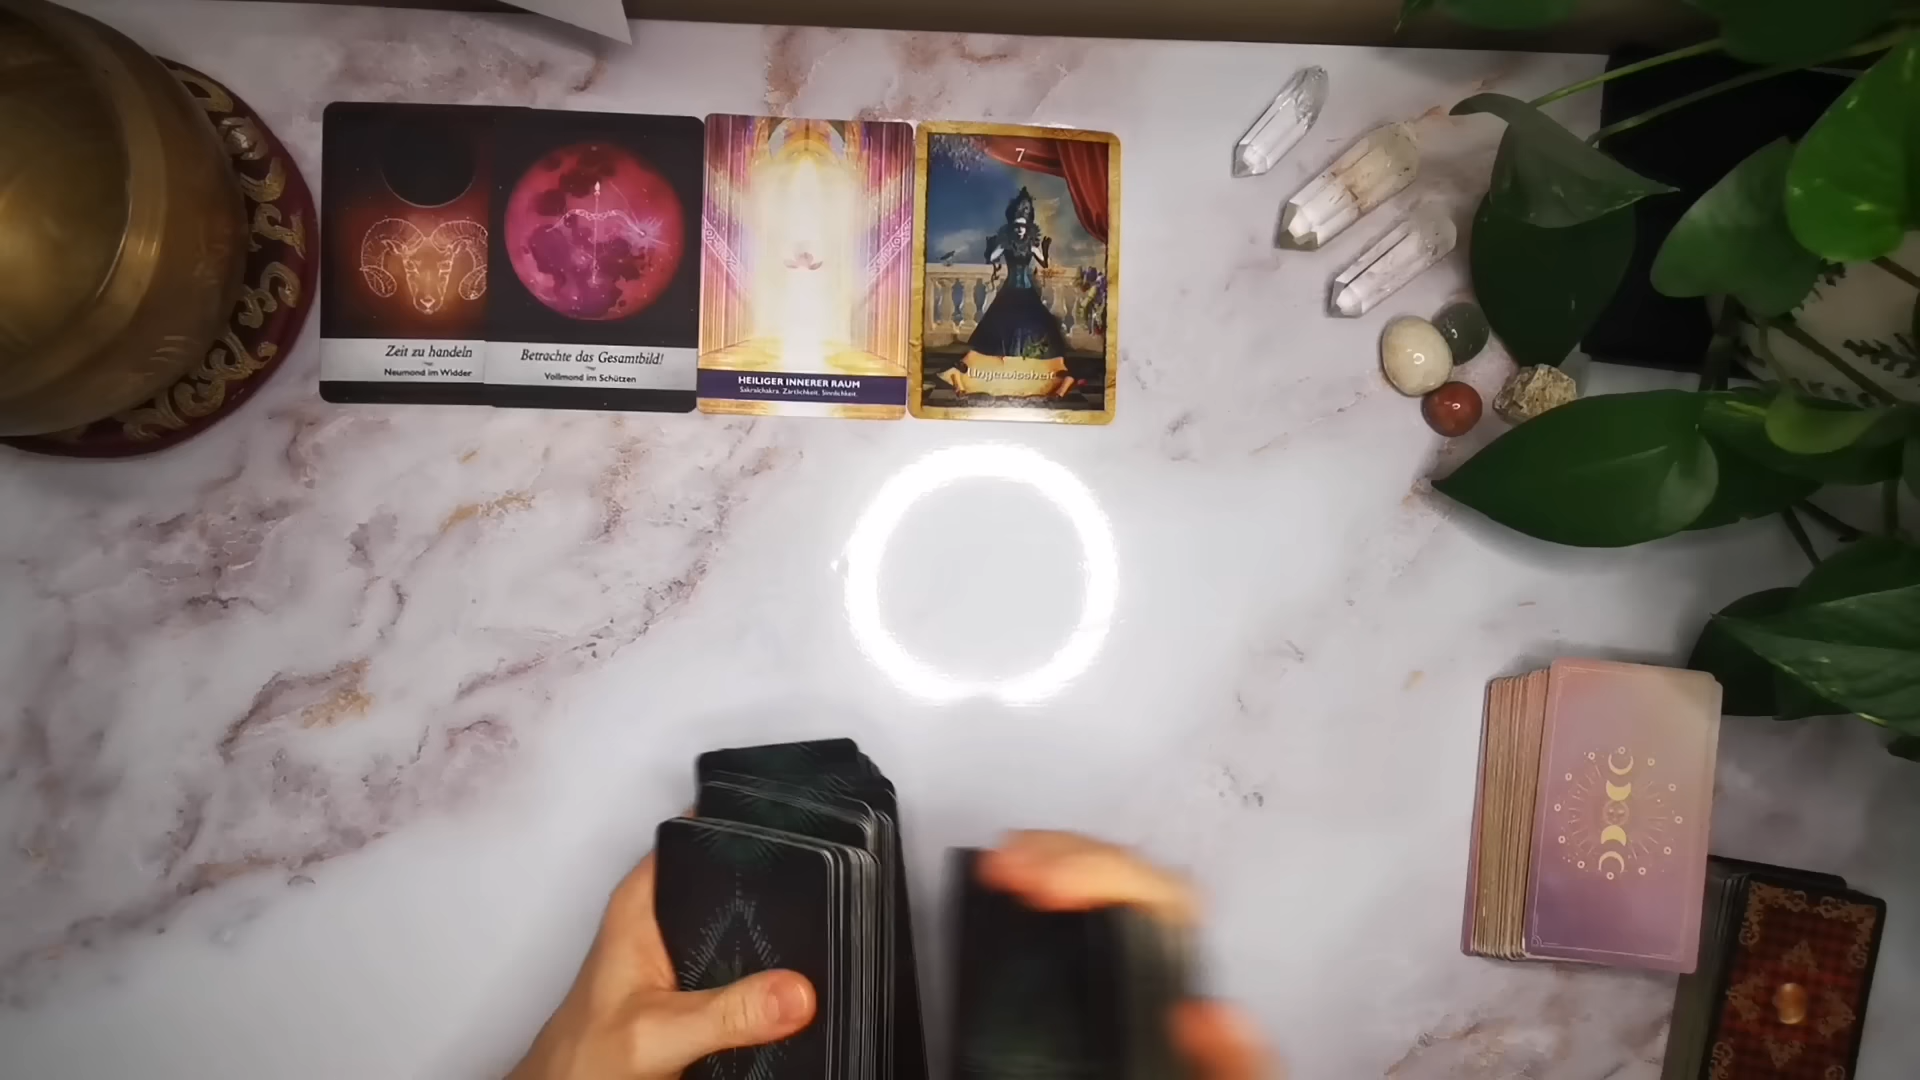 Zeit zu handeln
Neumond im Widder
Betrachte das Gesamtbild!
Vollmond im Schützen
HEILIGER INNERER RAUM
Sakralchakra. Zärtlichkeit. Sinnlichkeit.
7
Ungewissheit